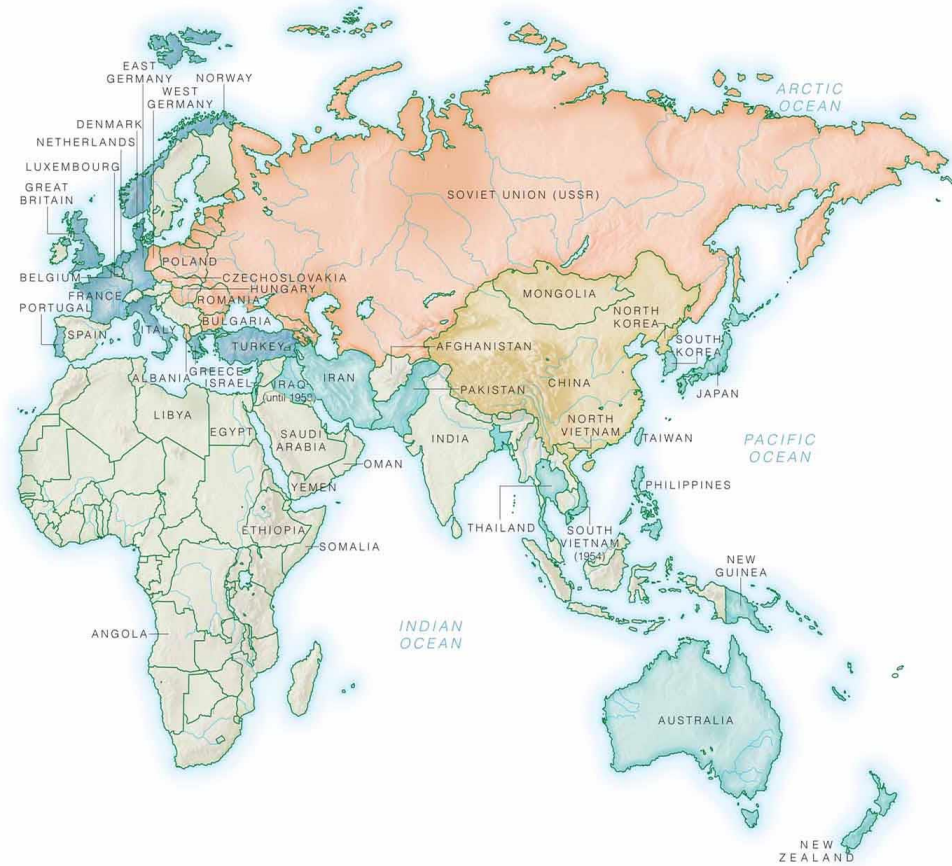 EAST
GERMANY
NORWAY
WEST
GERMANY
ARCTIC
OCEAN
DENMARK
NETHERLANDS
LUXEMBOURG
GREAT
BRITAIN
SOVIET UNION (USSR)
POLAND
BELGIUM
CZECHOSLOVAKIA
HUNGARY
FRANCE
ROMANIA
MONGOLIA
PORTUGAL
NORTH
KOREA
BULGARIA
SPAIN
ITALY
SOUTH
KOREA
TURKEY
AFGHANISTAN
GREECE
ALBANIA
ISRAEL
IRAQ
(until 1958)
IRAN
PAKISTAN
CHINA
JAPAN
LIBYA
EGYPT
SAUDI
ARABIA
INDIA
NORTH
VIETNAM
TAIWAN
PACIFIC
OCEAN
OMAN
YEMEN
PHILIPPINES
ETHIOPIA
THAILAND
SOUTH
VIETNAM
(1954)
SOMALIA
NEW
GUINEA
ANGOLA
INDIAN
OCEAN
AUSTRALIA
NEW
ZEALAND